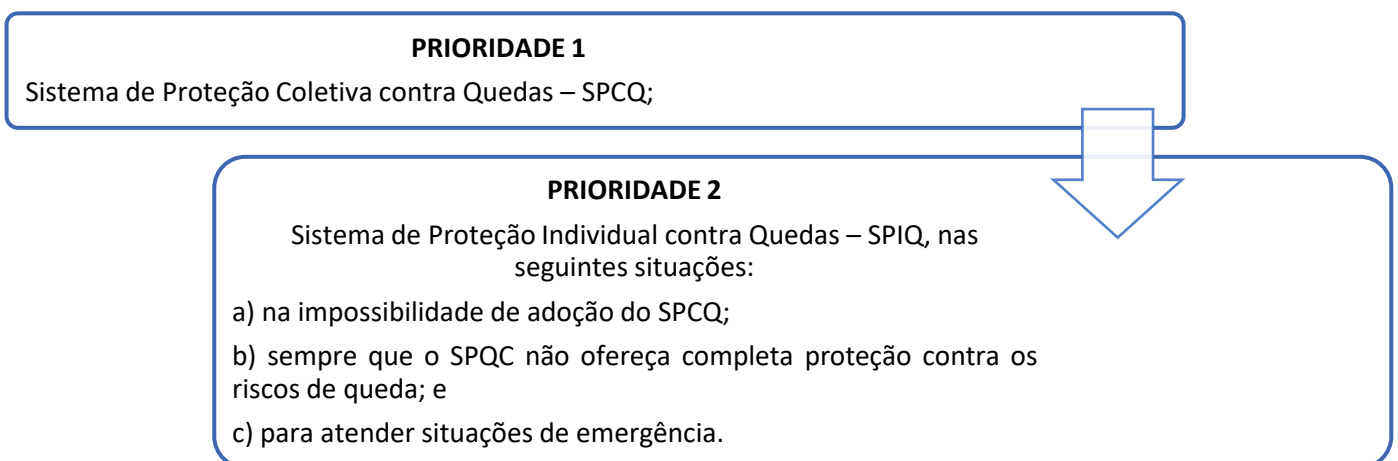 PRIORIDADE 1
Sistema de Proteção Coletiva contra Quedas – SPCQ;
PRIORIDADE 2
Sistema de Proteção Individual contra Quedas – SPIQ, nas
seguintes situações:
a) na impossibilidade de adoção do SPCQ;
b) sempre que o SPQC não ofereça completa proteção contra os
riscos de queda; e
c) para atender situações de emergência.